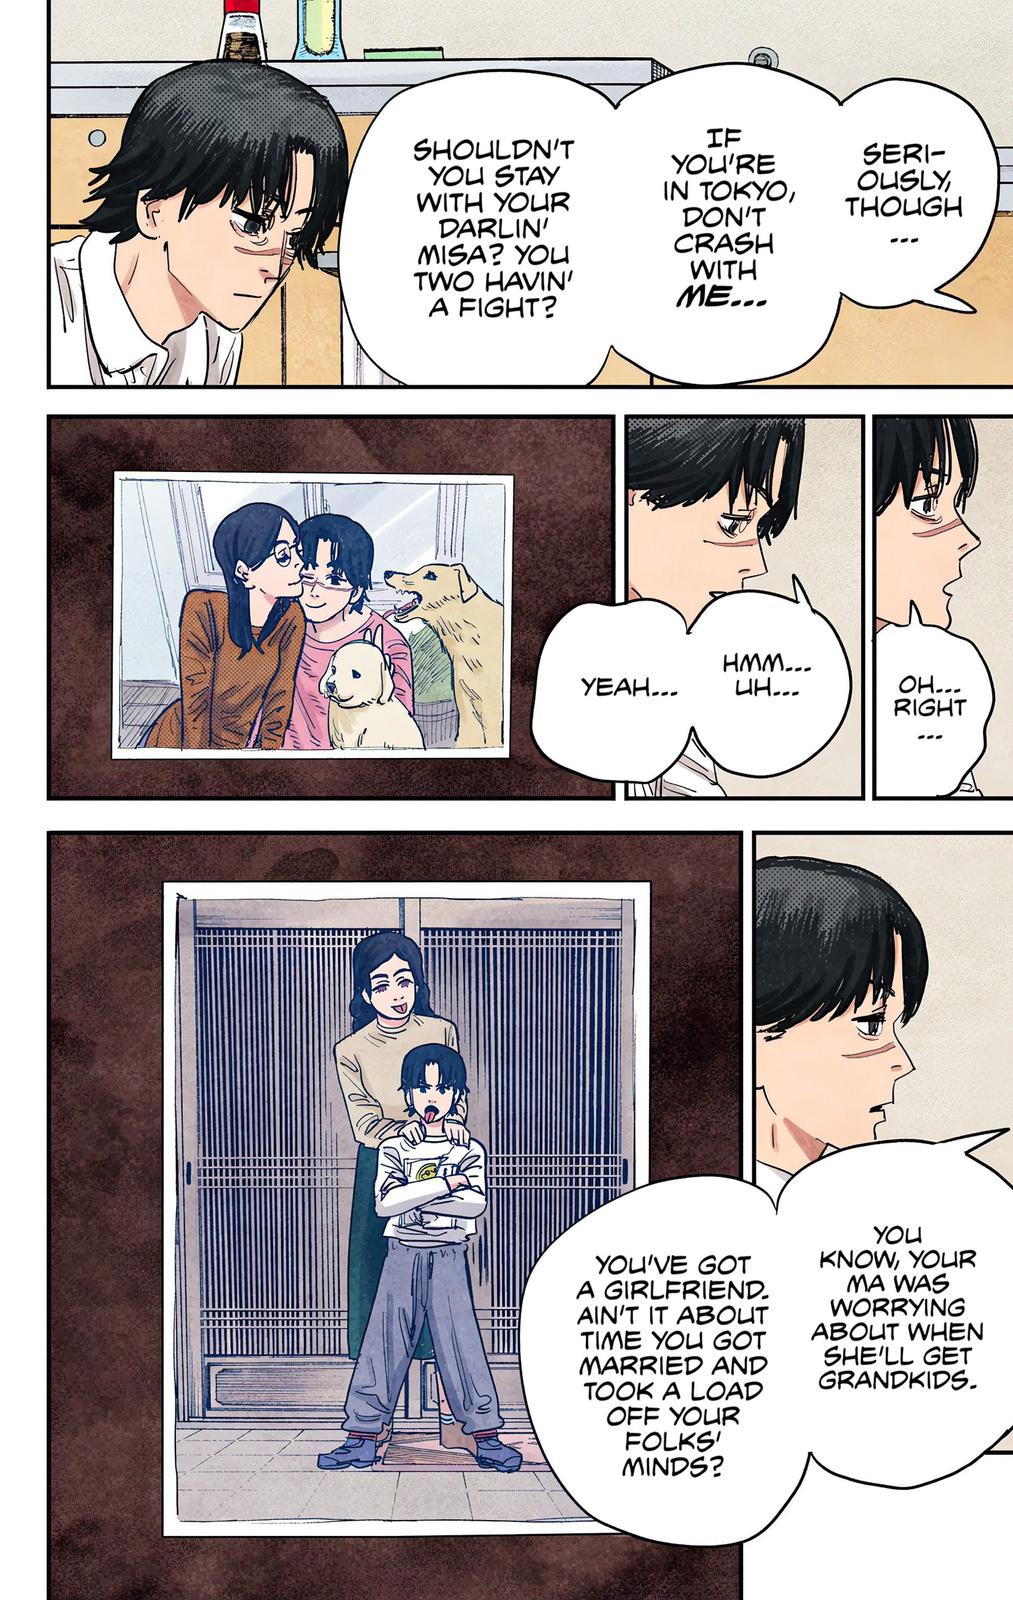 SERI-
OUSLY,
THOUGH
...
IF
YOU'RE
IN TOKYO,
DON'T
CRASH
WITH
ME...
SHOULDN'T
YOU STAY
WITH YOUR
DARLIN'
MISA? YOU
TWO HAVIN'
A FIGHT?
OH...
RIGHT
...
HMM...
UH...
YEAH...
YOU
KNOW, YOUR
MA WAS
WORRYING
ABOUT WHEN
SHE'LL GET
GRANDKIDS.
YOU'VE GOT
A GIRLFRIEND.
AIN'T IT ABOUT
TIME YOU GOT
MARRIED AND
TOOK A LOAD
OFF YOUR
FOLKS'
MINDS?